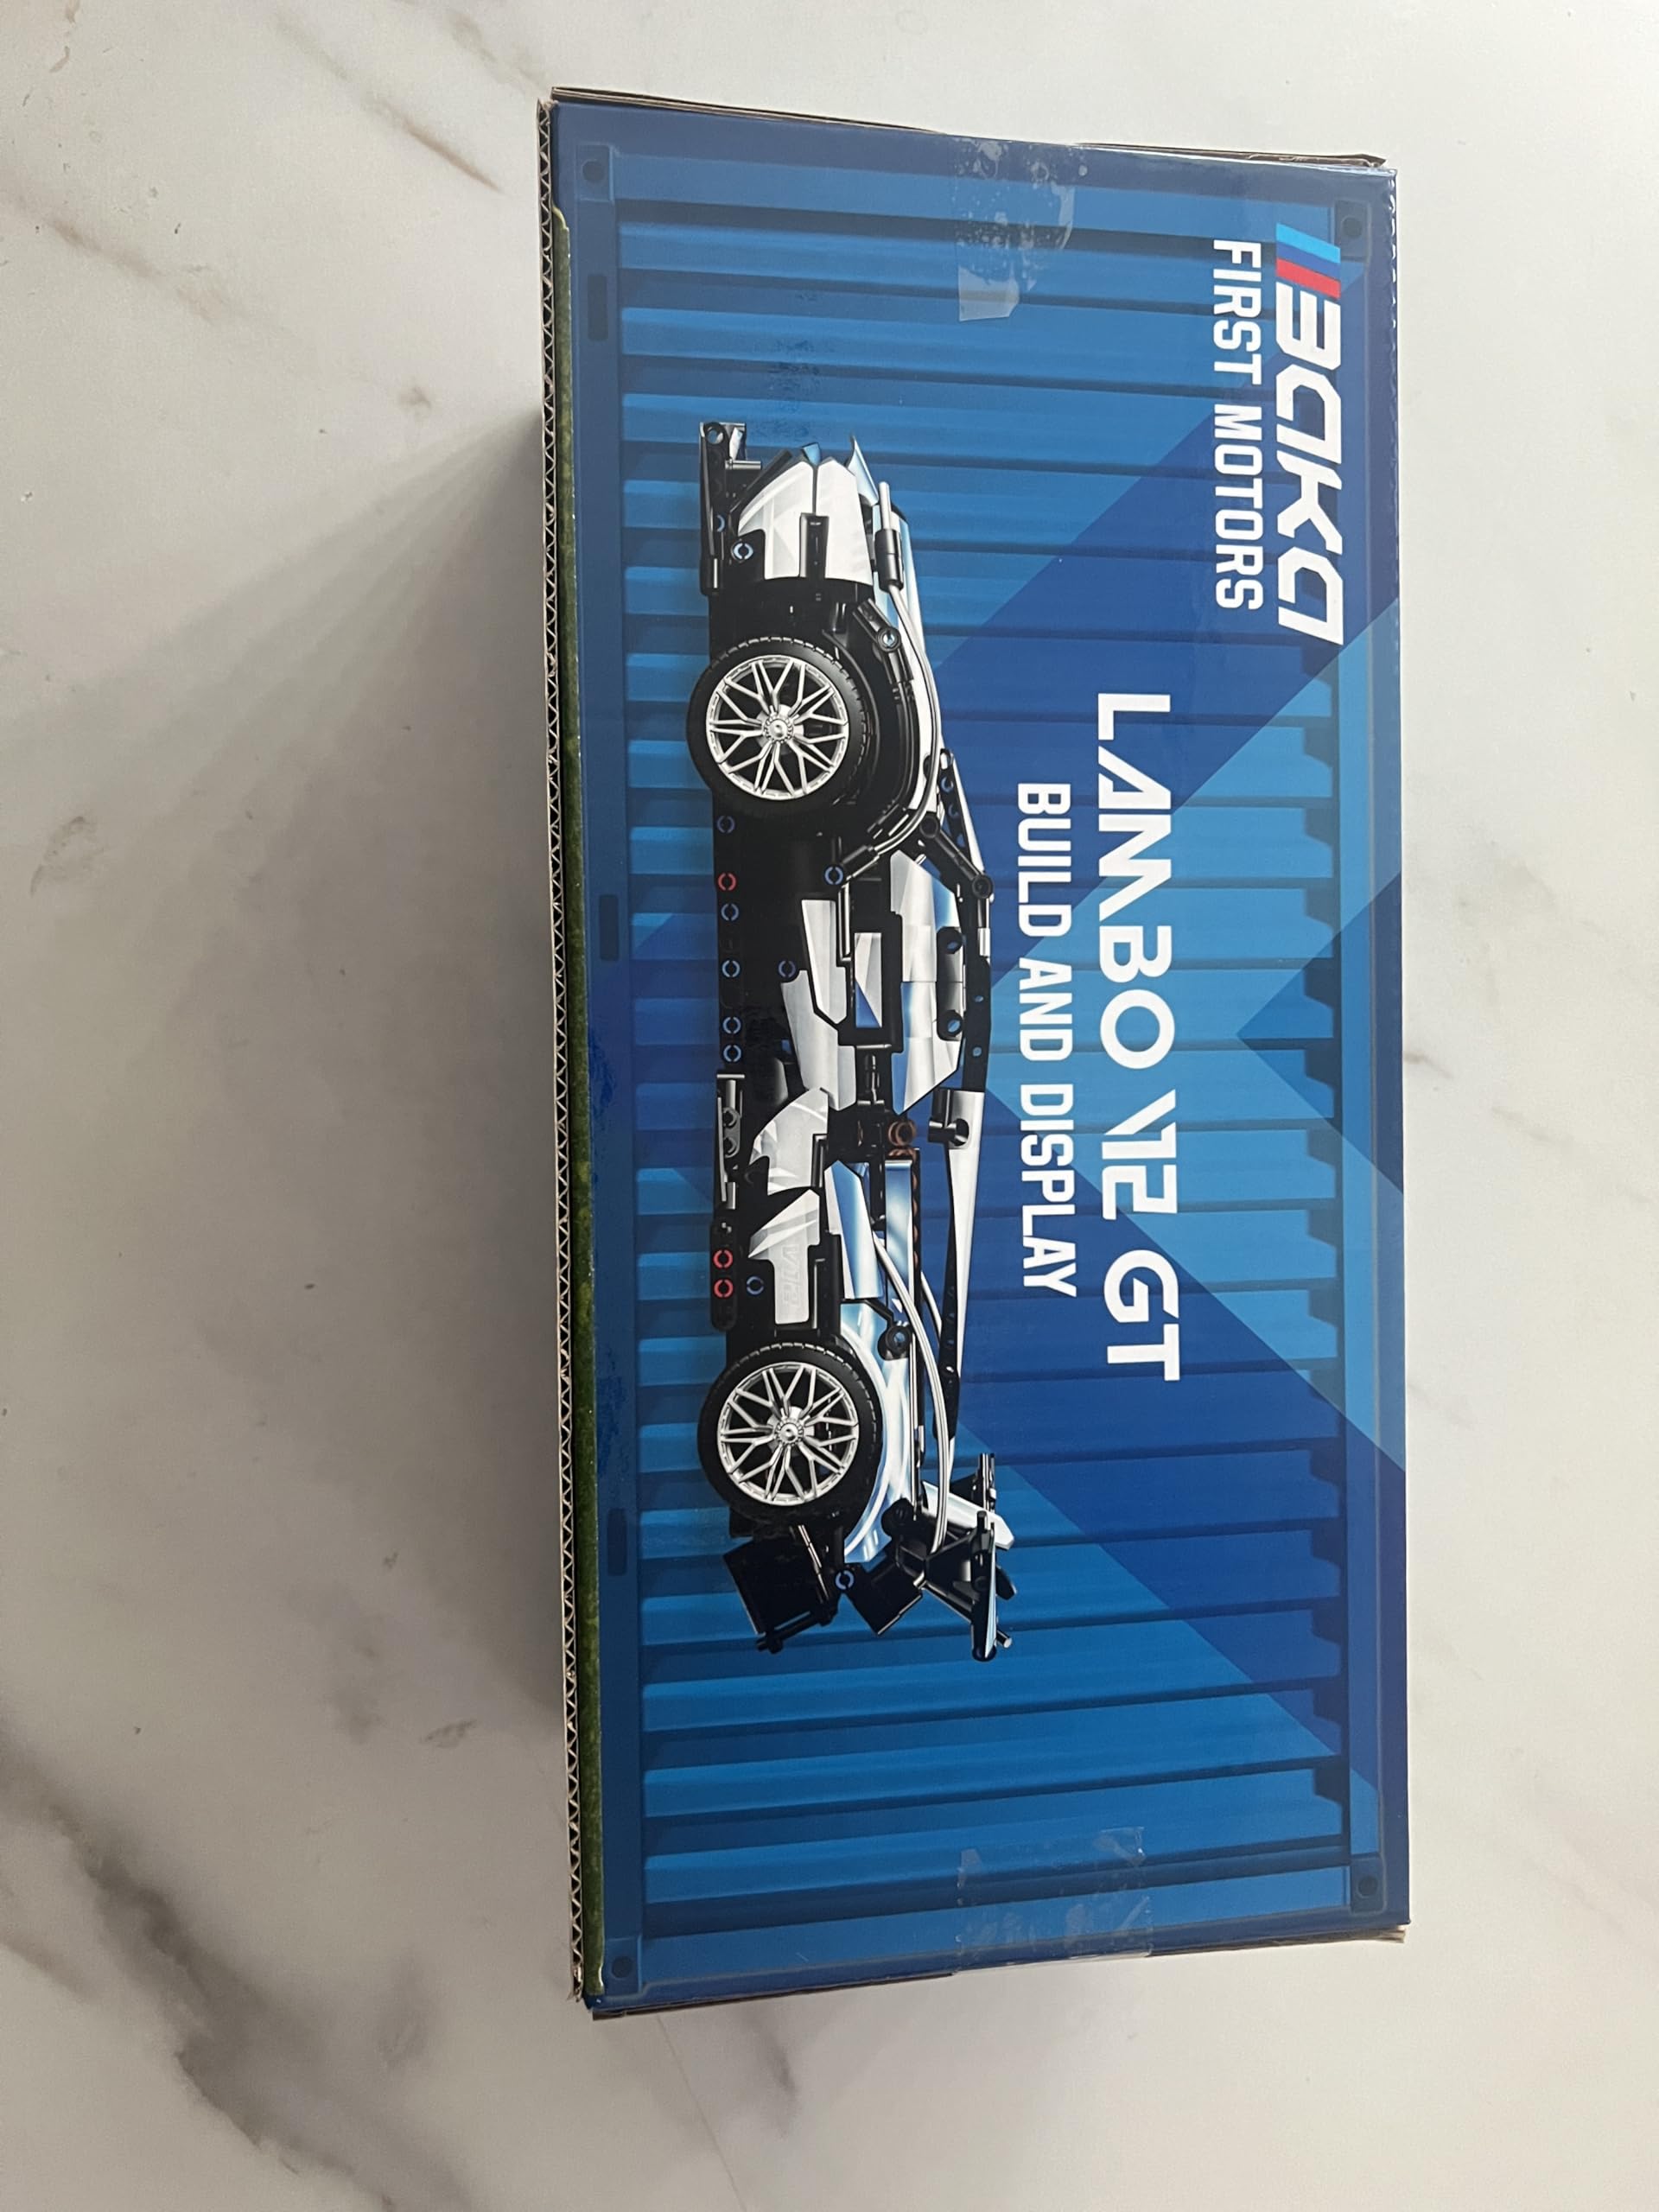 BAKA
FIRST MOTORS
LAMBO V12 GT
BUILD AND DISPLAY